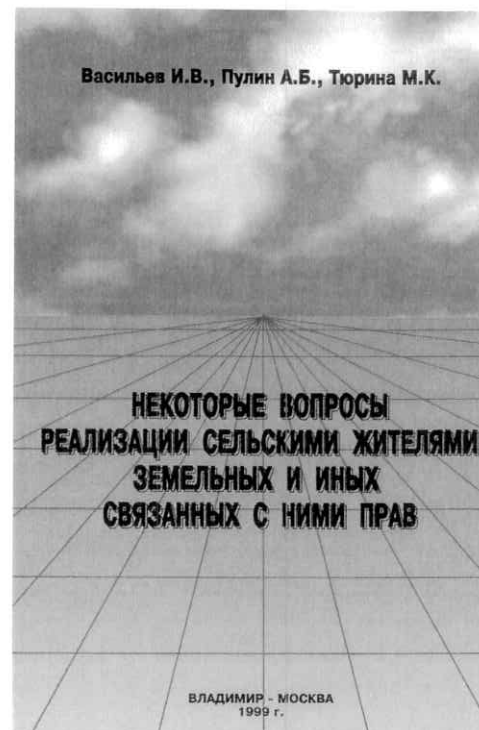 Васильев И.В., Пулин А.Б., Тюрина М.К.
НЕКОТОРЫЕ ВОПРОСЫ
РЕАЛИЗАЦИИ СЕЛЬСКИМИ ЖИТЕЛЯМИ
ЗЕМЕЛЬНЫХ И ИНЫХ
СВЯЗАННЫХ С НИМИ ПРАВ
ВЛАДИМИР - МОСКВА
1999 г.